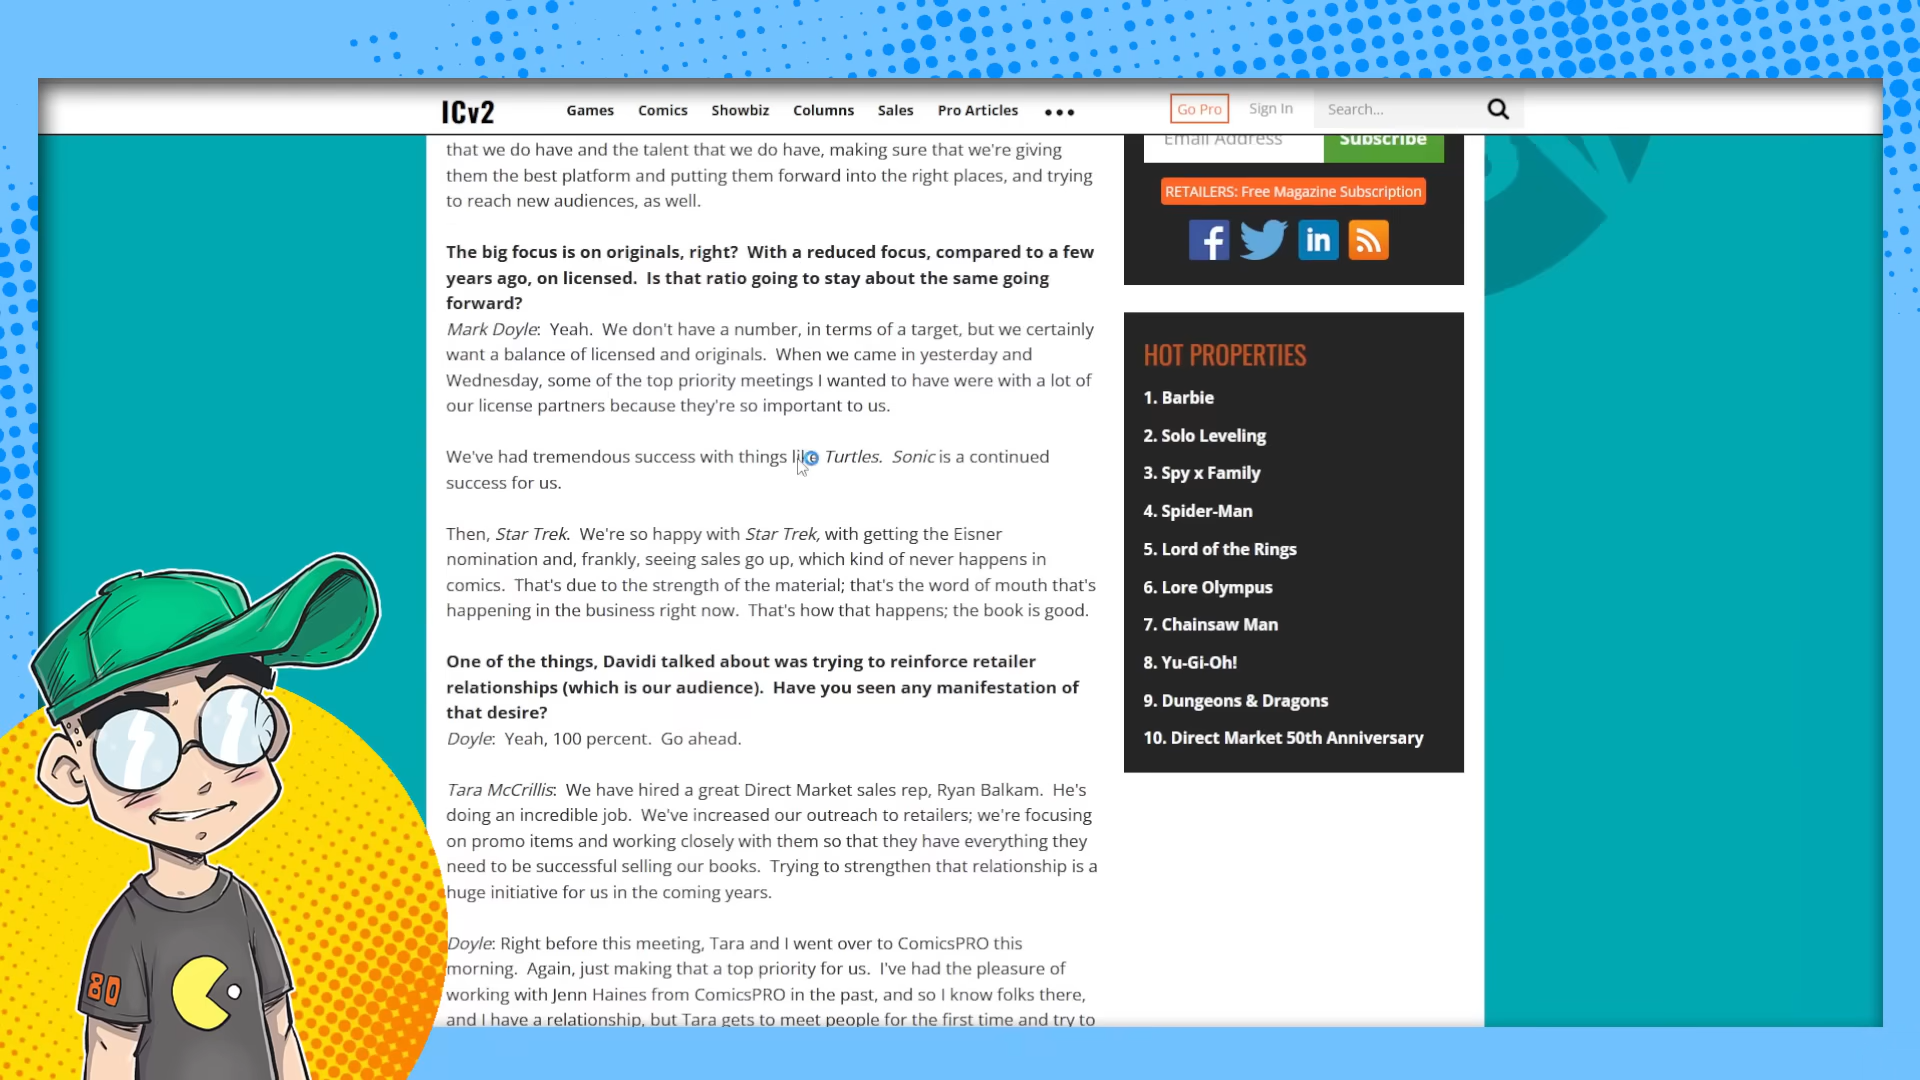 ICv2
Games
Comics
Showbiz
Columns
Sales
Pro Articles
Go Pro
Sign In
Search...
that we do have and the talent that we do have, making sure that we're giving
them the best platform and putting them forward into the right places, and trying
to reach new audiences, as well.
The big focus is on originals, right?  With a reduced focus, compared to a few
years ago, on licensed.  Is that ratio going to stay about the same going
forward?
Mark Doyle:  Yeah.  We don't have a number, in terms of a target, but we certainly
want a balance of licensed and originals.  When we came in yesterday and
Wednesday, some of the top priority meetings I wanted to have were with a lot of
our license partners because they're so important to us.
We've had tremendous success with things like Turtles.  Sonic is a continued
success for us.
Then, Star Trek.  We're so happy with Star Trek, with getting the Eisner
nomination and, frankly, seeing sales go up, which kind of never happens in
comics.  That's due to the strength of the material; that's the word of mouth that's
happening in the business right now.  That's how that happens; the book is good.
One of the things, Davidi talked about was trying to reinforce retailer
relationships (which is our audience).  Have you seen any manifestation of
that desire?
Doyle:  Yeah, 100 percent.  Go ahead.
Tara McCrillis:  We have hired a great Direct Market sales rep, Ryan Balkam.  He's
doing an incredible job.  We've increased our outreach to retailers; we're focusing
on promo items and working closely with them so that they have everything they
need to be successful selling our books.  Trying to strengthen that relationship is a
huge initiative for us in the coming years.
Doyle: Right before this meeting, Tara and I went over to ComicsPRO this
morning.  Again, just making that a top priority for us.  I've had the pleasure of
working with Jenn Haines from ComicsPRO in the past, and so I know folks there,
and I have a relationship, but Tara gets to meet people for the first time and try to
Email Address
Subscribe
RETAILERS: Free Magazine Subscription
HOT PROPERTIES
1. Barbie
2. Solo Leveling
3. Spy x Family
4. Spider-Man
5. Lord of the Rings
6. Lore Olympus
7. Chainsaw Man
8. Yu-Gi-Oh!
9. Dungeons & Dragons
10. Direct Market 50th Anniversary
80